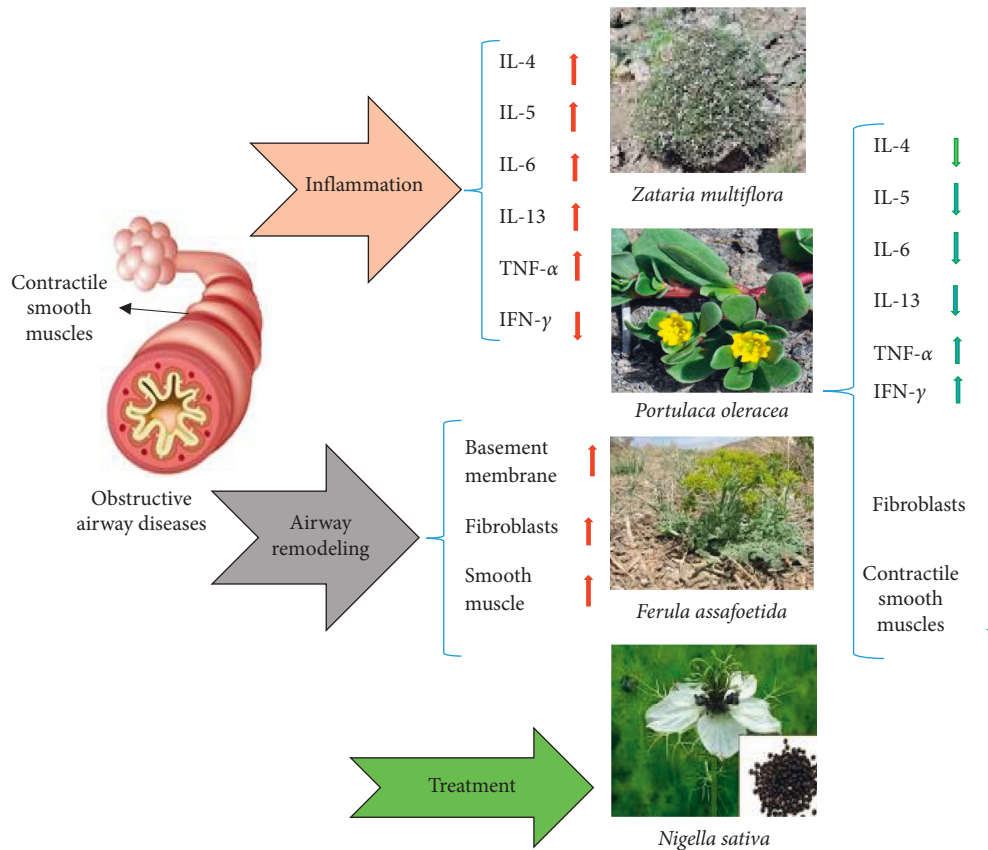 IL-4
IL-5
IL-6
IL-13
TNF-α
IFN-γ
Inflammation
Contractile
smooth
muscles
Obstructive
airway diseases
Airway
remodeling
Basement
membrane
Fibroblasts
Smooth
muscle
Treatment
Zataria multiflora
Portulaca oleracea
Ferula assafoetida
Nigella sativa
IL-4
IL-5
IL-6
IL-13
TNF-α
IFN-γ
Fibroblasts
Contractile
smooth
muscles